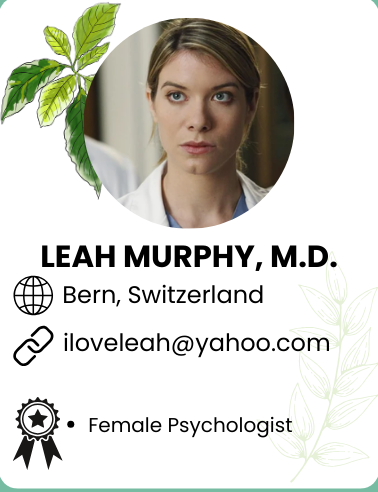 LEAH MURPHY, M.D.
Bern, Switzerland
iloveleah@yahoo.com
• Female Psychologist